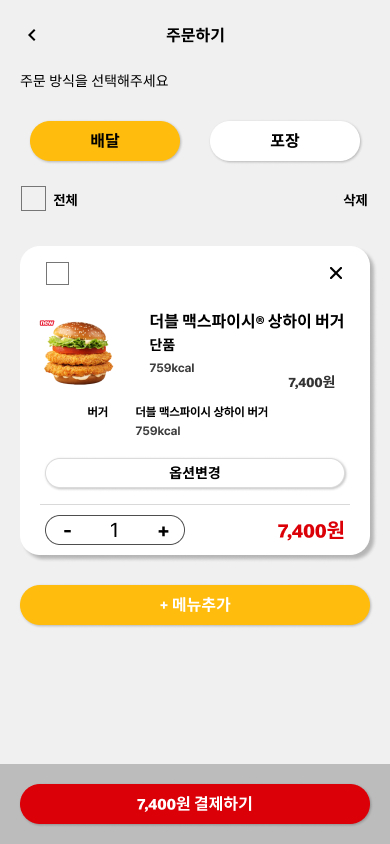 주문하기
주문 방식을 선택해주세요
배달
포장
전체
삭제
new
더블 맥스파이시® 상하이 버거
단품
759kcal
7,400원
버거
더블 맥스파이시 상하이 버거
759kcal
옵션변경
- 1 +
7,400원
+ 메뉴추가
7,400원 결제하기